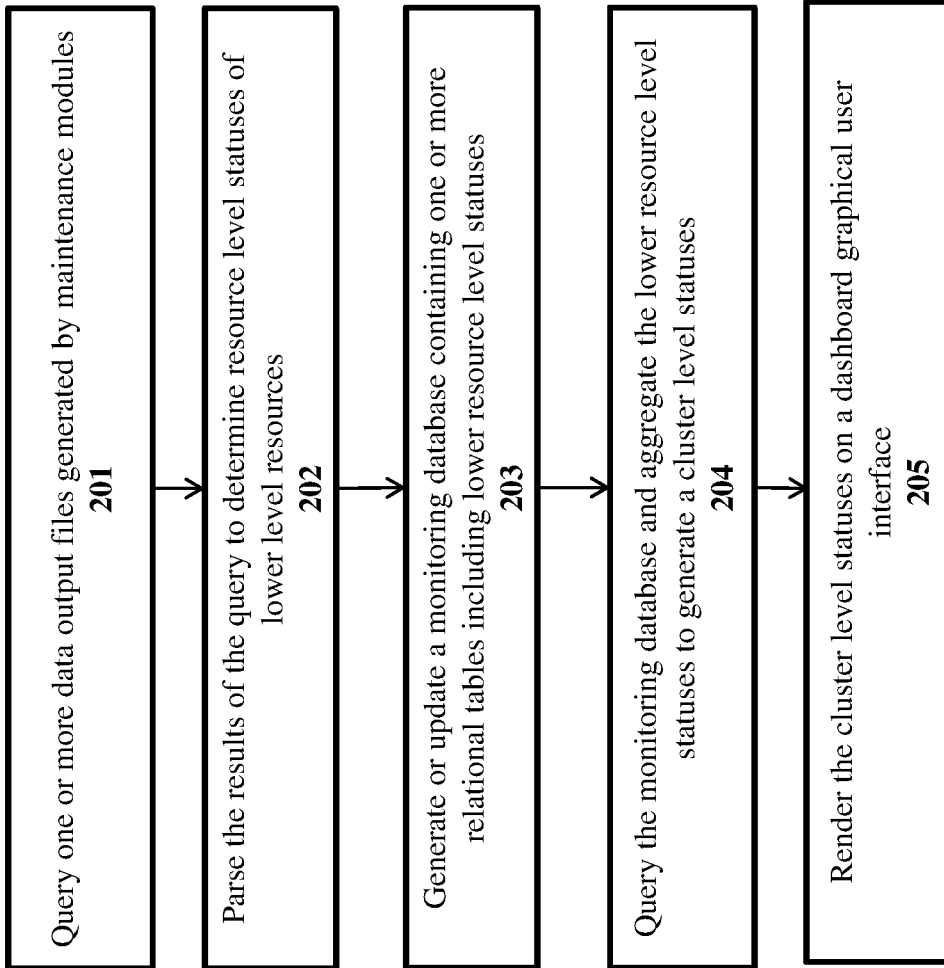 Query one or more data output files generated by maintenance modules
201
Parse the results of the query to determine resource level statuses of
lower level resources
202
Generate or update a monitoring database containing one or more
relational tables including lower resource level statuses
203
Query the monitoring database and aggregate the lower resource level
statuses to generate a cluster level statuses
204
Render the cluster level statuses on a dashboard graphical user
interface
205